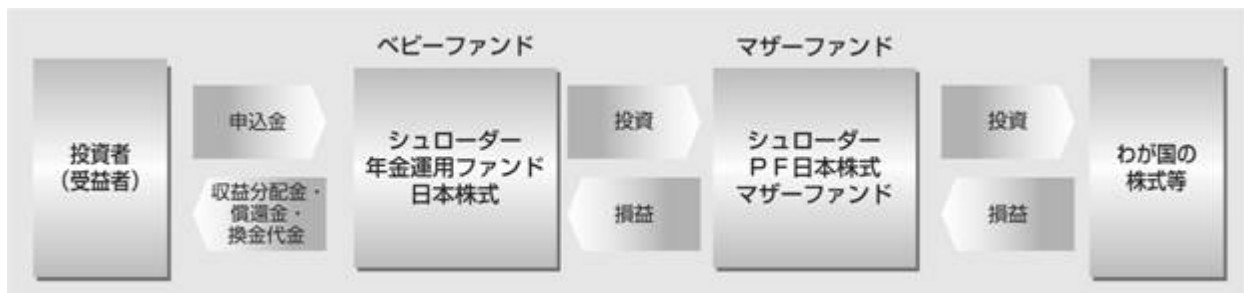 ベビーファンド
マザーファンド
投資者
（受益者）
申込金
収益分配金・
償還金・
換金代金
シュローダー
年金運用ファンド
日本株式
投資
損益
シュローダー
ＰＦ日本株式
マザーファンド
投資
損益
わが国の
株式等